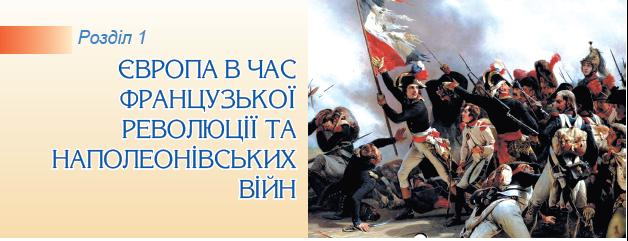 Розділ 1
ЄВРОПА В ЧАС
ФРАНЦУЗЬКОЇ
РЕВОЛЮЦІЇ ТА
НАПОЛЕОНІВСЬКИХ
ВІЙН